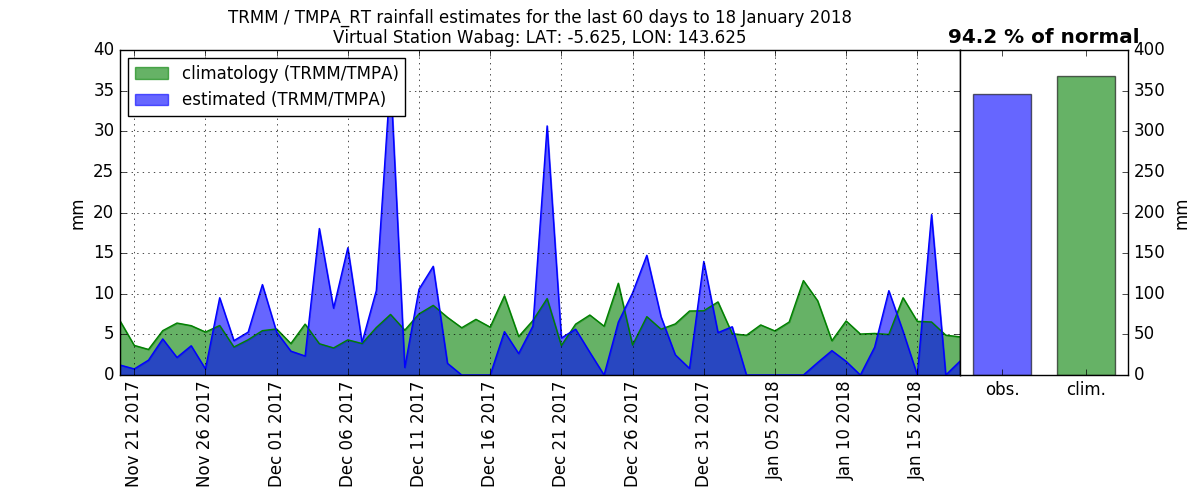 TRMM / TMPA_RT rainfall estimates for the last 60 days to 18 January 2018
Virtual Station Wabag: LAT: -5.625, LON: 143.625
94.2 % of normal
climatology (TRMM/TMPA)
estimated (TRMM/TMPA)
40
35
30
25
20
15
10
5
0
mm
Nov 21 2017
Nov 26 2017
Dec 01 2017
Dec 06 2017
Dec 11 2017
Dec 16 2017
Dec 21 2017
Dec 26 2017
Dec 31 2017
Jan 05 2018
Jan 10 2018
Jan 15 2018
obs.
clim.
400
350
300
250
200
150
100
50
0
mm